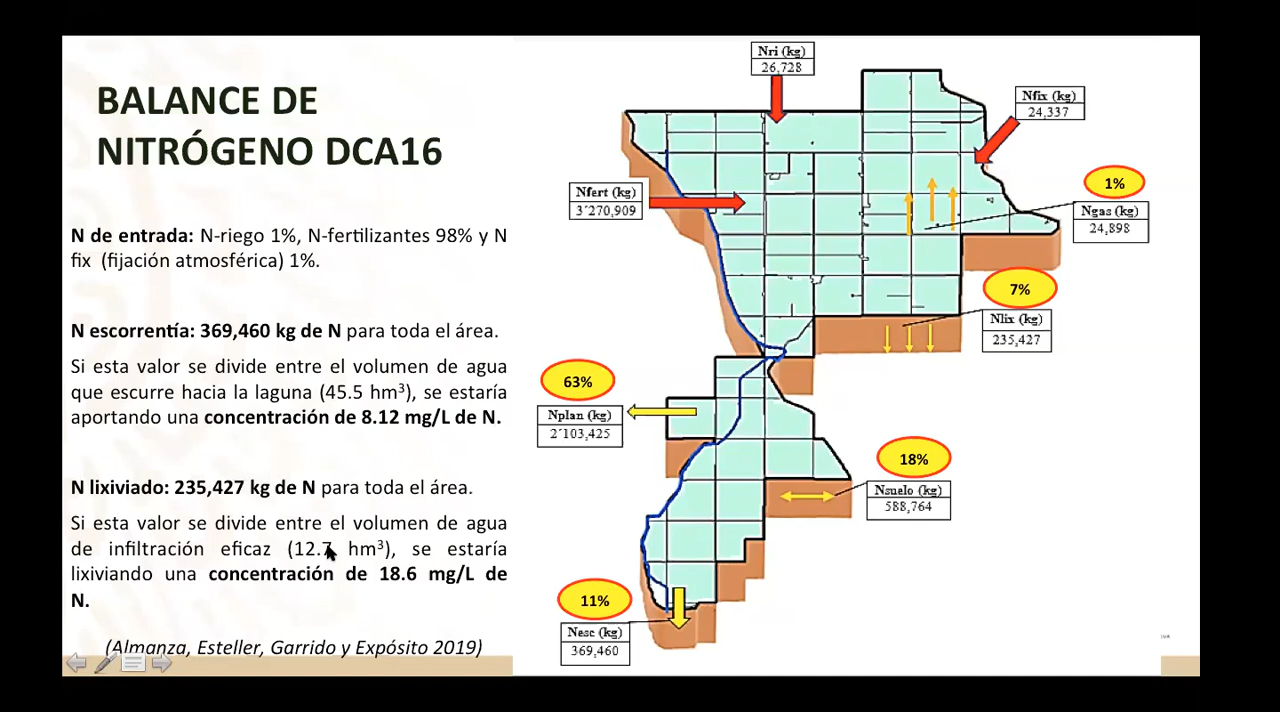 BALANCE DE
NITRÓGENO DCA16
N de entrada: N-riego 1%, N-fertilizantes 98% y N
fix (fijación atmosférica) 1%.
N escorrentía: 369,460 kg de N para toda el área.
Si esta valor se divide entre el volumen de agua
que escurre hacia la laguna (45.5 hm³), se estaría
aportando una concentración de 8.12 mg/L de N.
N lixiviado: 235,427 kg de N para toda el área.
Si esta valor se divide entre el volumen de agua
de infiltración eficaz (12.7 hm³), se estaría
lixiviando una concentración de 18.6 mg/L de
N.
(Almanza, Esteller, Garrido y Expósito 2019)
Nri (kg)
26,728
Nfix (kg)
24,337
Nfert (kg)
3´270,909
1%
Ngas (kg)
24,898
7%
Nlix (kg)
235,427
63%
Nplan (kg)
2´103,425
18%
Nsuelo (kg)
588,764
11%
Nesc (kg)
369,460